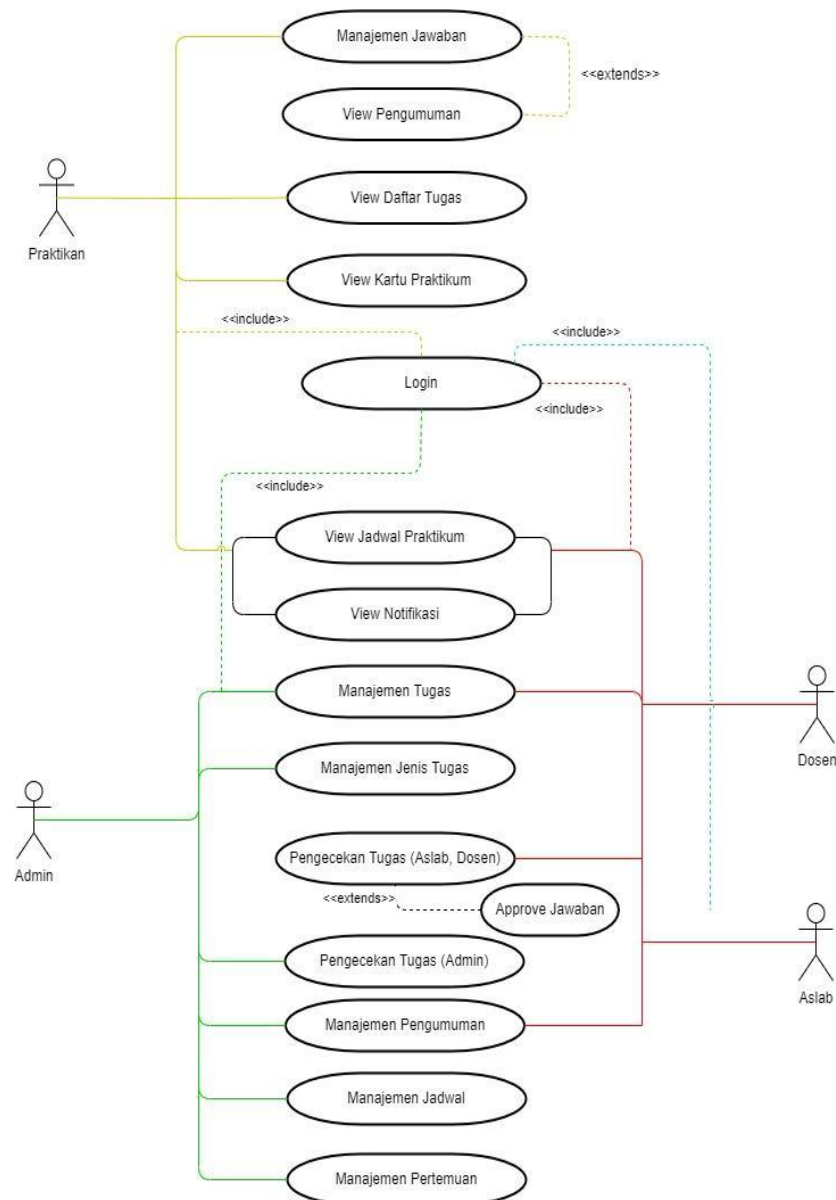 Manajemen Jawaban
<<extends>>
View Pengumuman
View Daftar Tugas
Praktikan
View Kartu Praktikum
<<include>>
<<include>>
Login
<<include>>
<<include>>
View Jadwal Praktikum
View Notifikasi
Manajemen Tugas
Dosen
Manajemen Jenis Tugas
Admin
Pengecekan Tugas (Aslab, Dosen)
<<extends>>
Approve Jawaban
Pengecekan Tugas (Admin)
Aslab
Manajemen Pengumuman
Manajemen Jadwal
Manajemen Pertemuan